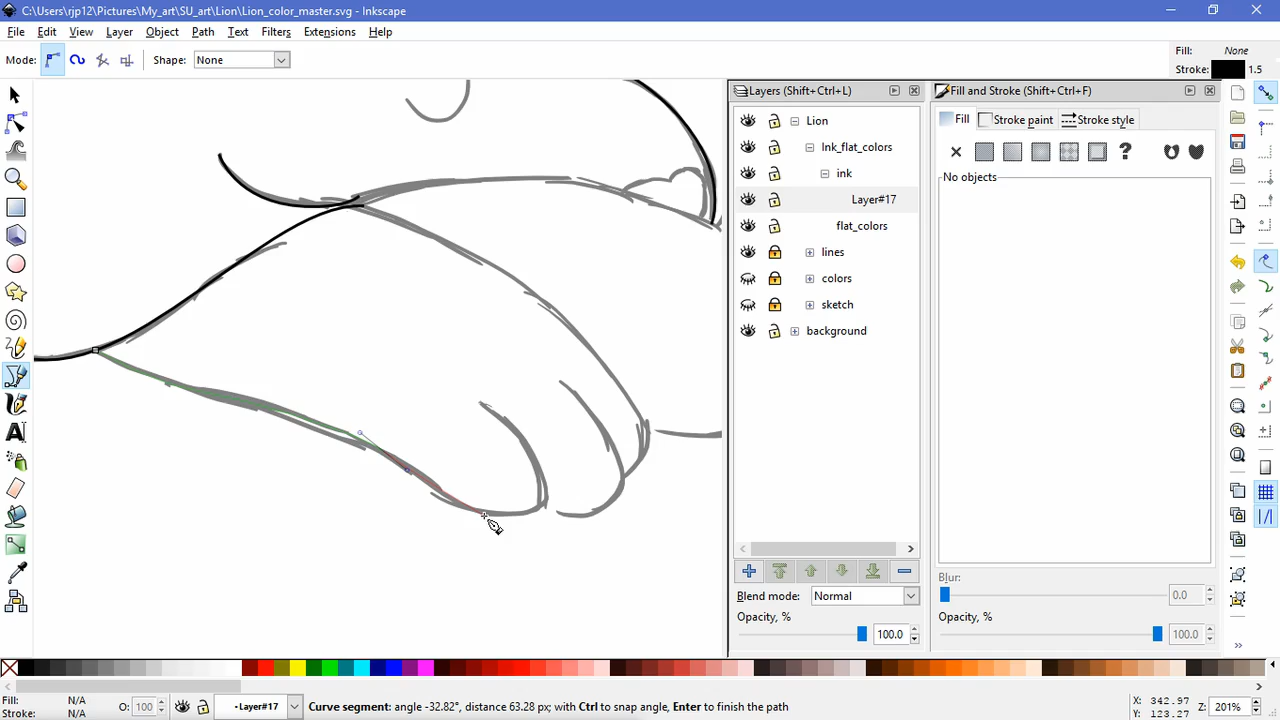 C:\Users\rjp12\Pictures\My_art\SU_art\Lion\Lion_color_master.svg - Inkscape
File Edit View Layer Object Path Text Filters Extensions Help
Mode: Shape: None
Fill: None
Stroke: 1.5
Layers (Shift+Ctrl+L)
Fill and Stroke (Shift+Ctrl+F)
Lion
Ink_flat_colors
ink
Layer#17
flat_colors
lines
colors
sketch
background
Fill Stroke paint Stroke style
No objects
Blend mode: Normal
Opacity, %
100.0
Blur:
0.0
Opacity, %
100.0
Fill: N/A
Stroke: N/A
O: 100
•Layer#17
Curve segment: angle -32.82°, distance 63.28 px; with Ctrl to snap angle, Enter to finish the path
X: 342.97
Y: 123.27
Z: 201%